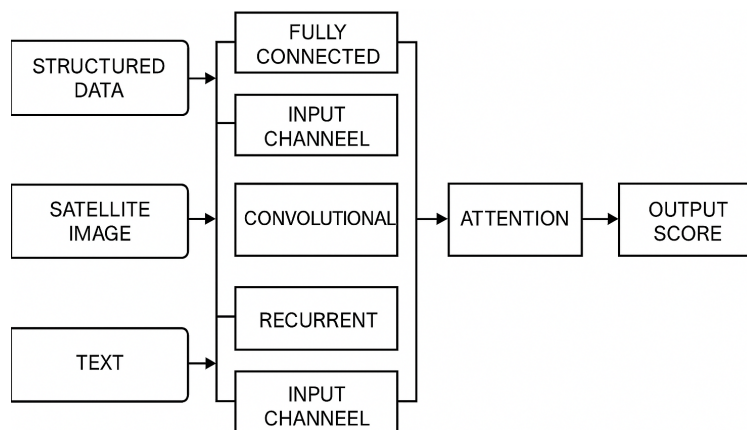 STRUCTURED
DATA
SATELLITE
IMAGE
TEXT
FULLY
CONNECTED
INPUT
CHANNEEL
CONVOLUTIONAL
RECURRENT
INPUT
CHANNEEL
ATTENTION
OUTPUT
SCORE